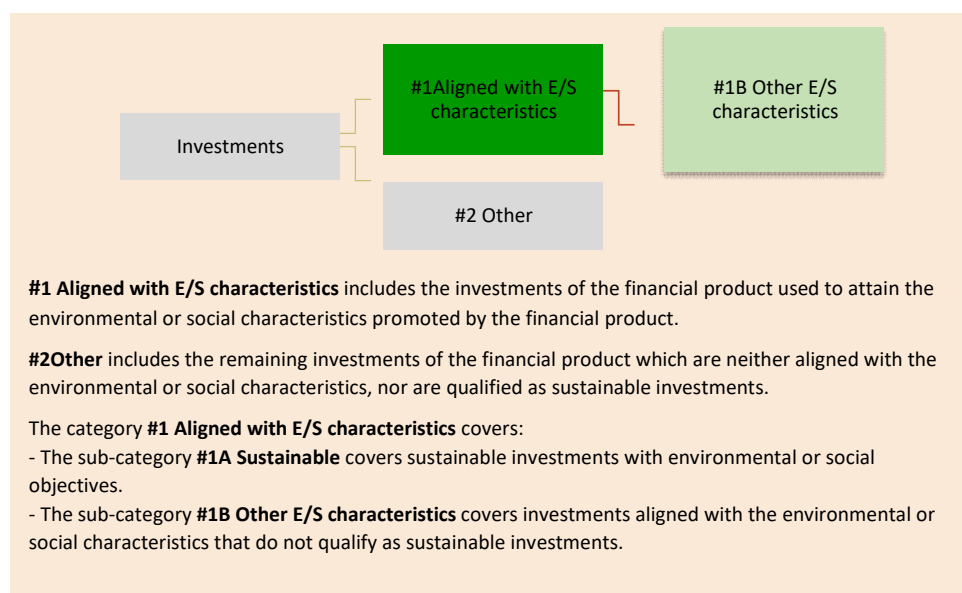 #1Aligned with E/S
characteristics
#1B Other E/S
characteristics
Investments
#2 Other
#1 Aligned with E/S characteristics includes the investments of the financial product used to attain the
environmental or social characteristics promoted by the financial product.
#2Other includes the remaining investments of the financial product which are neither aligned with the
environmental or social characteristics, nor are qualified as sustainable investments.
The category #1 Aligned with E/S characteristics covers:
- The sub-category #1A Sustainable covers sustainable investments with environmental or social
objectives.
- The sub-category #1B Other E/S characteristics covers investments aligned with the environmental or
social characteristics that do not qualify as sustainable investments.